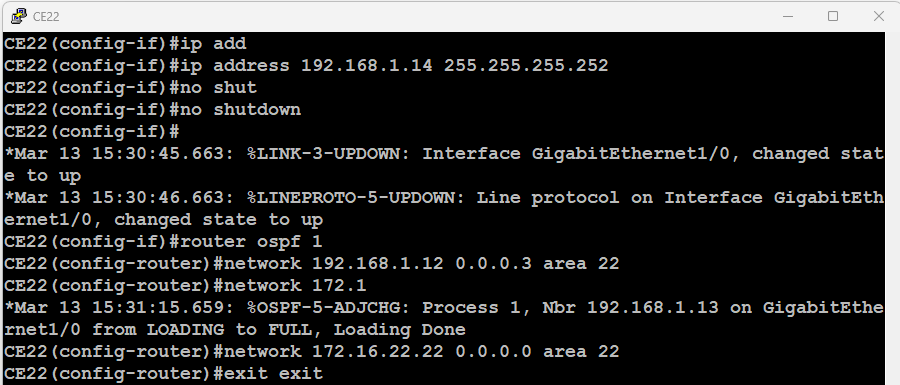 CE22
CE22(config-if)#ip add
CE22(config-if)#ip address 192.168.1.14 255.255.255.252
CE22(config-if)#no shut
CE22(config-if)#no shutdown
CE22(config-if)#
*Mar 13 15:30:45.663: %LINK-3-UPDOWN: Interface GigabitEthernet1/0, changed stat
e to up
*Mar 13 15:30:46.663: %LINEPROTO-5-UPDOWN: Line protocol on Interface GigabitEth
ernet1/0, changed state to up
CE22(config-if)#router ospf 1
CE22(config-router)#network 192.168.1.12 0.0.0.3 area 22
CE22(config-router)#network 172.1
*Mar 13 15:31:15.659: %OSPF-5-ADJCHG: Process 1, Nbr 192.168.1.13 on GigabitEthe
rnet1/0 from LOADING to FULL, Loading Done
CE22(config-router)#network 172.16.22.22 0.0.0.0 area 22
CE22(config-router)#exit exit